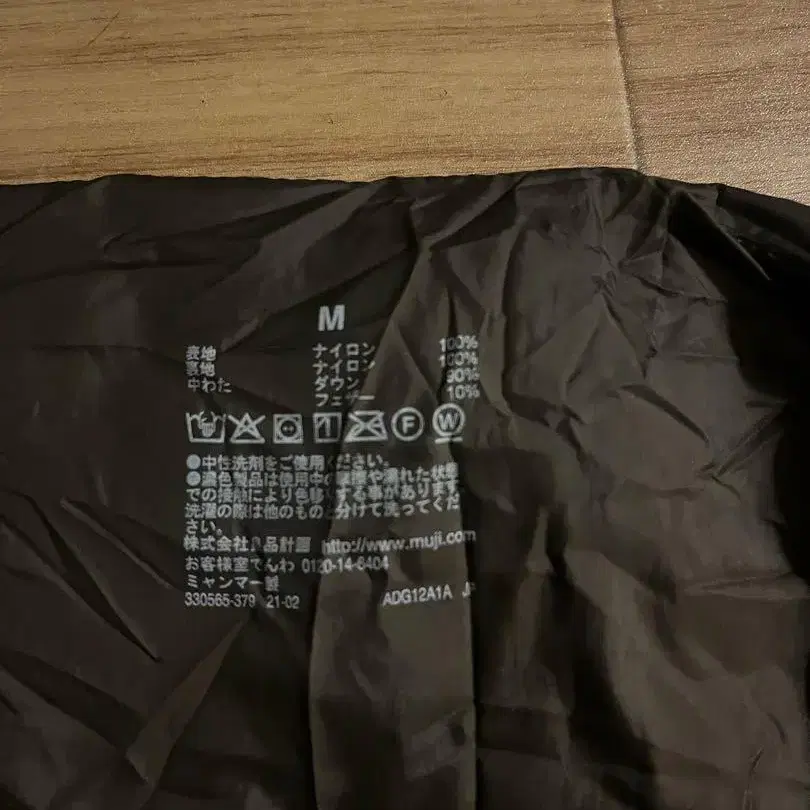 M
表地 ナイロン 100%
裏地 ナイロン 100%
中わた ダウン 90%
フェザー 10%
F W
●中性洗剤をご使用ください。
●濃色製品は使用中の摩擦や濡れた状態
での接触により色移りする事があります。
洗濯の際は他のものと分けて洗ってくだ
さい。
株式会社良品計画 http://www.muji.com
お客様室でんわ 0120-14-6404
ミャンマー製
330565-379 21-02 ADG12A1A JP